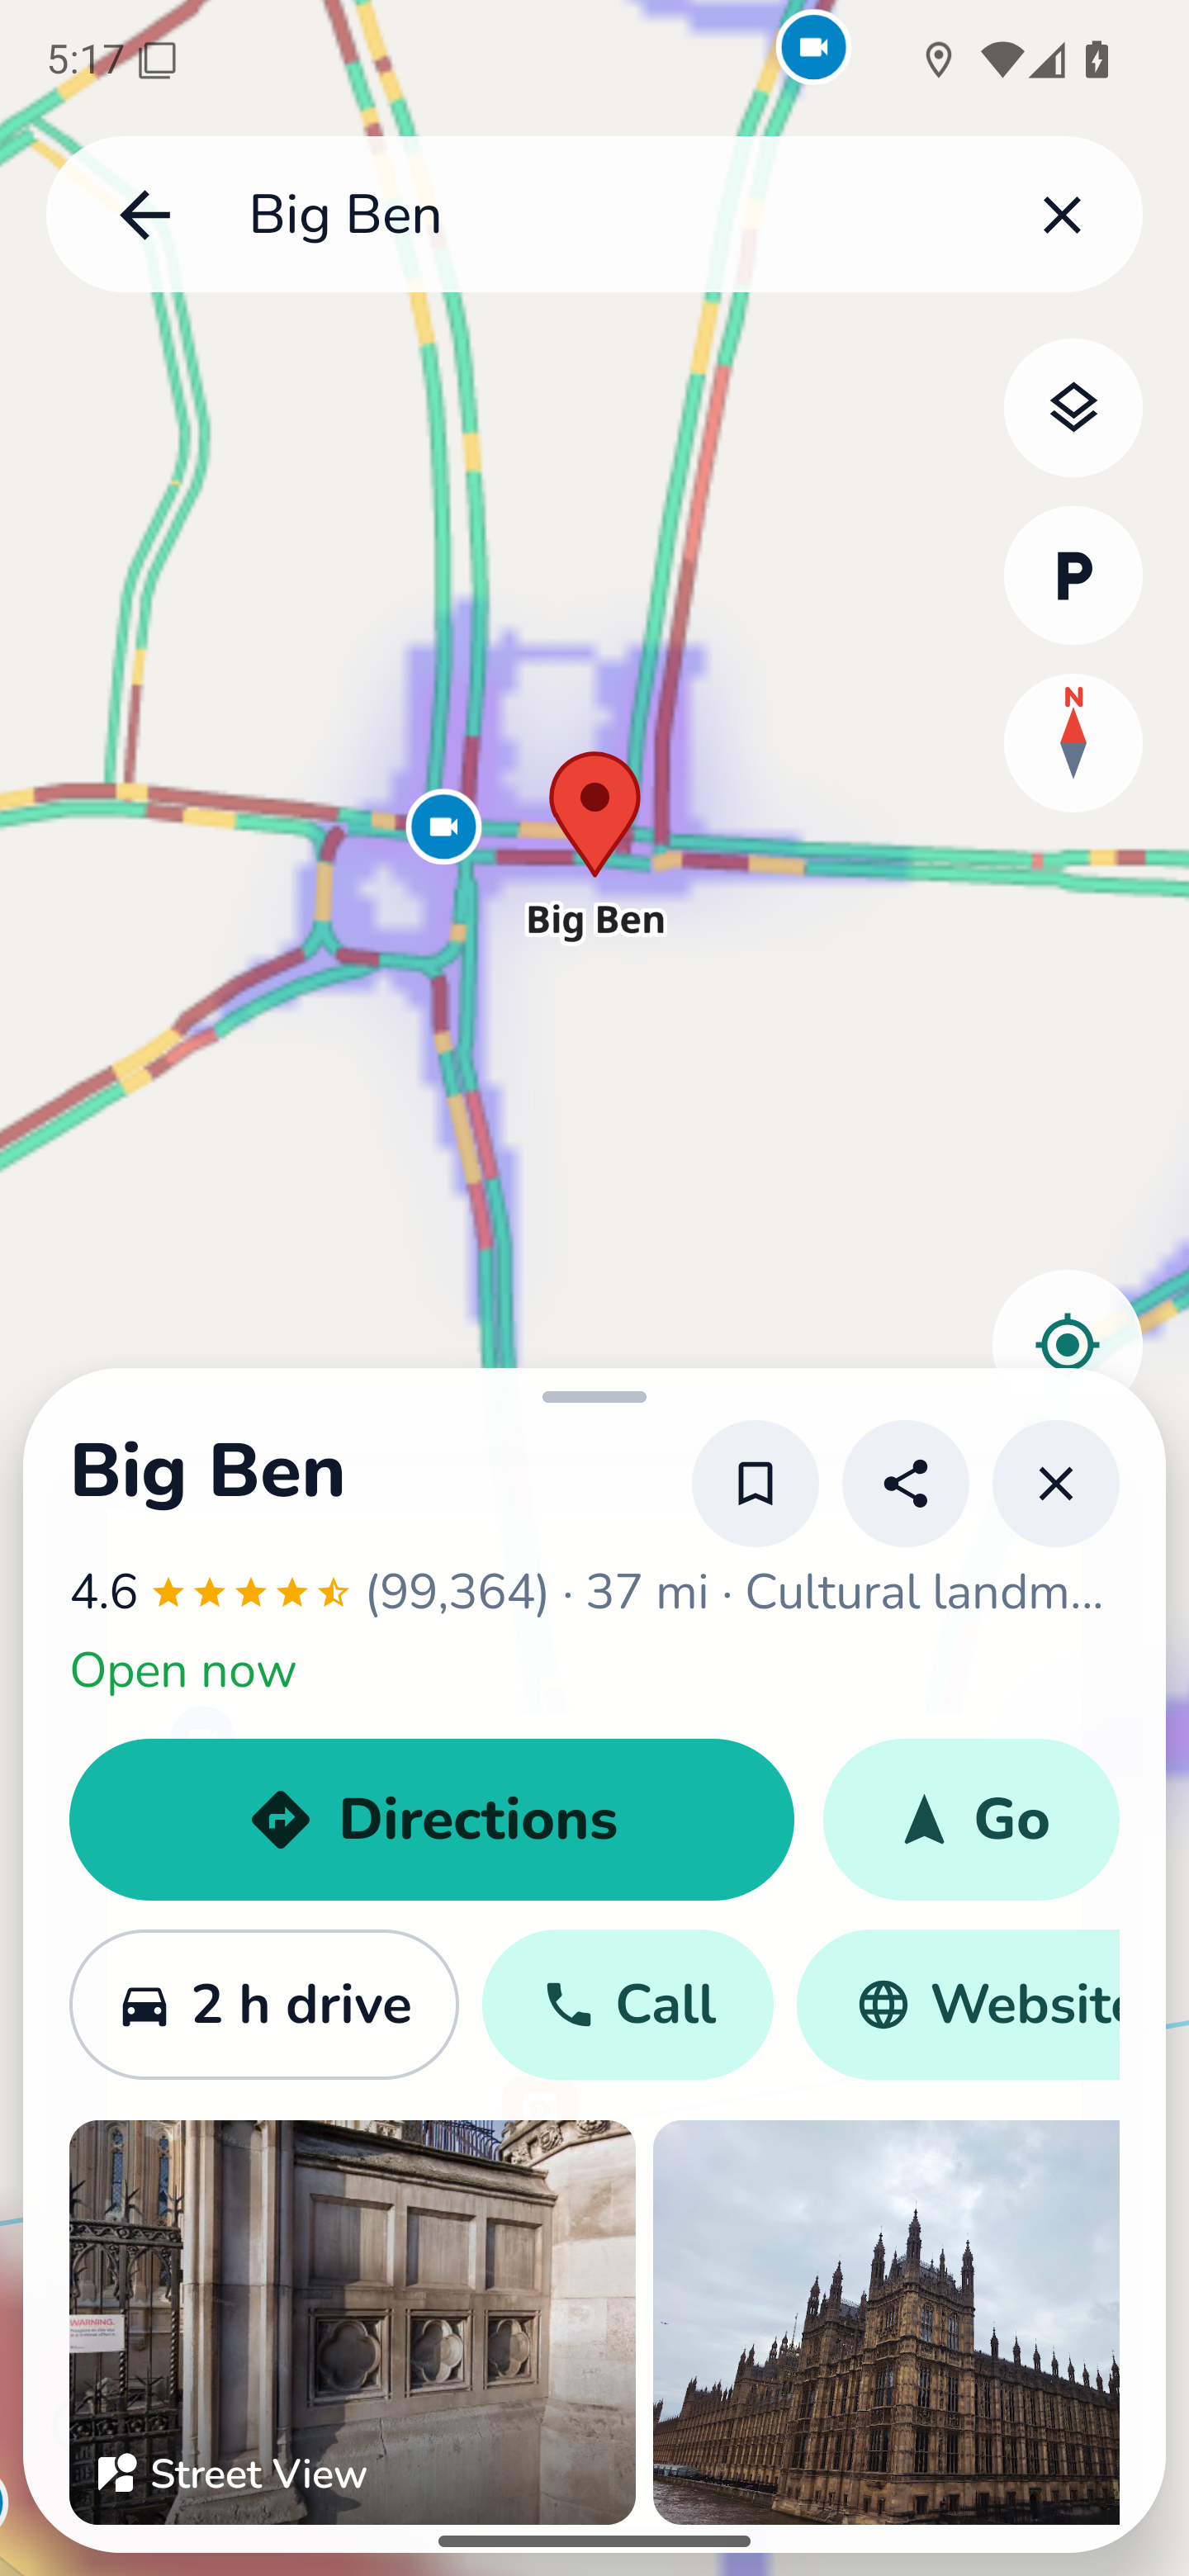 5:17
Big Ben
P
N
Big Ben
Big Ben
4.6 (99,364) · 37 mi · Cultural landm...
Open now
Directions
Go
2 h drive
Call
Website
WARNING.
Street View